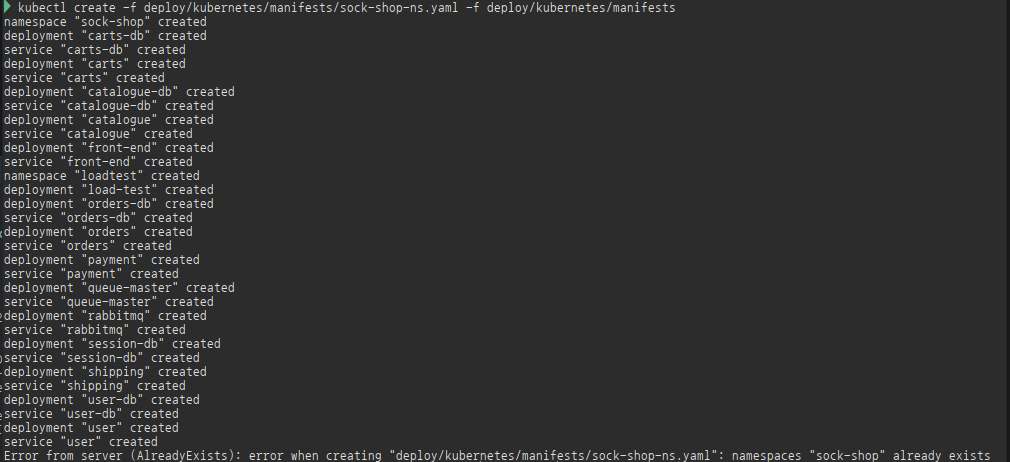 kubectl create -f deploy/kubernetes/manifests/sock-shop-ns.yaml -f deploy/kubernetes/manifests
namespace "sock-shop" created
deployment "carts-db" created
service "carts-db" created
deployment "carts" created
service "carts" created
deployment "catalogue-db" created
service "catalogue-db" created
deployment "catalogue" created
service "catalogue" created
deployment "front-end" created
service "front-end" created
namespace "loadtest" created
deployment "load-test" created
deployment "orders-db" created
service "orders-db" created
deployment "orders" created
service "orders" created
deployment "payment" created
service "payment" created
deployment "queue-master" created
service "queue-master" created
deployment "rabbitmq" created
service "rabbitmq" created
deployment "session-db" created
service "session-db" created
deployment "shipping" created
service "shipping" created
deployment "user-db" created
service "user-db" created
deployment "user" created
service "user" created
Error from server (AlreadyExists): error when creating "deploy/kubernetes/manifests/sock-shop-ns.yaml": namespaces "sock-shop" already exists